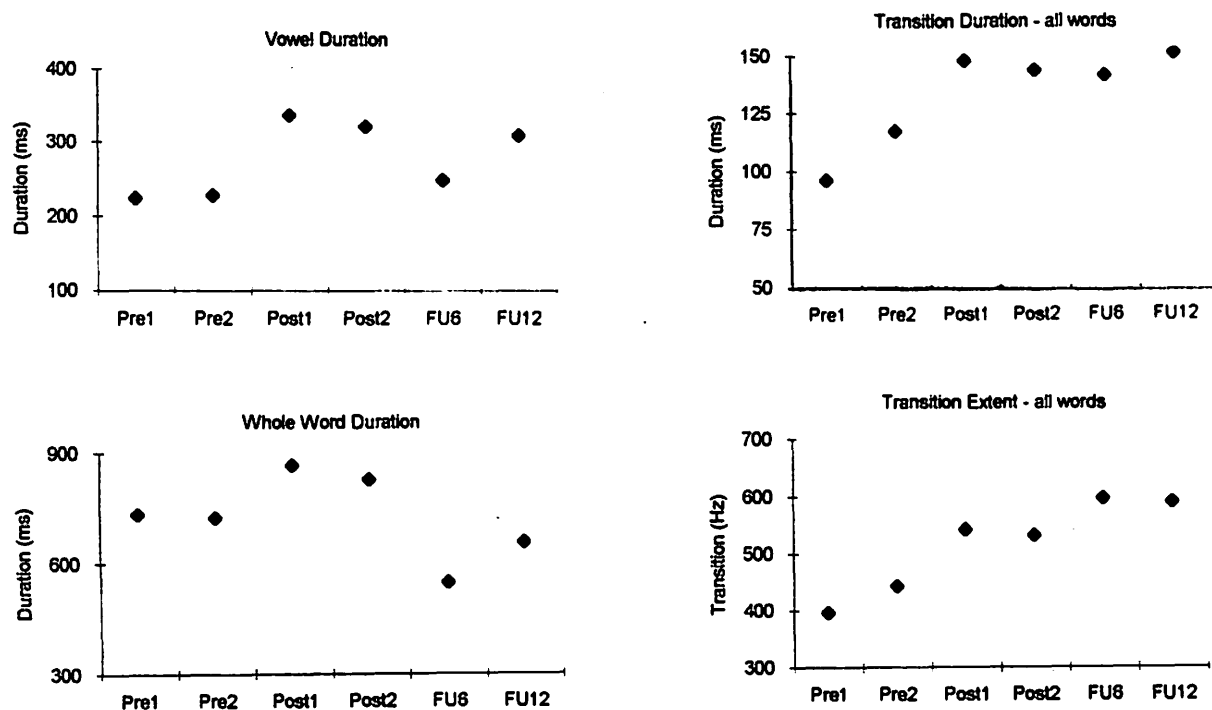 Vowel Duration
400
300
200
100
Duration (ms)
Pre1 Pre2 Post1 Post2 FU6 FU12
Transition Duration - all words
150
125
100
75
50
Duration (ms)
Pre1 Pre2 Post1 Post2 FU6 FU12
Whole Word Duration
900
600
300
Duration (ms)
Pre1 Pre2 Post1 Post2 FU6 FU12
Transition Extent - all words
700
600
500
400
300
Transition (Hz)
Pre1 Pre2 Post1 Post2 FU6 FU12